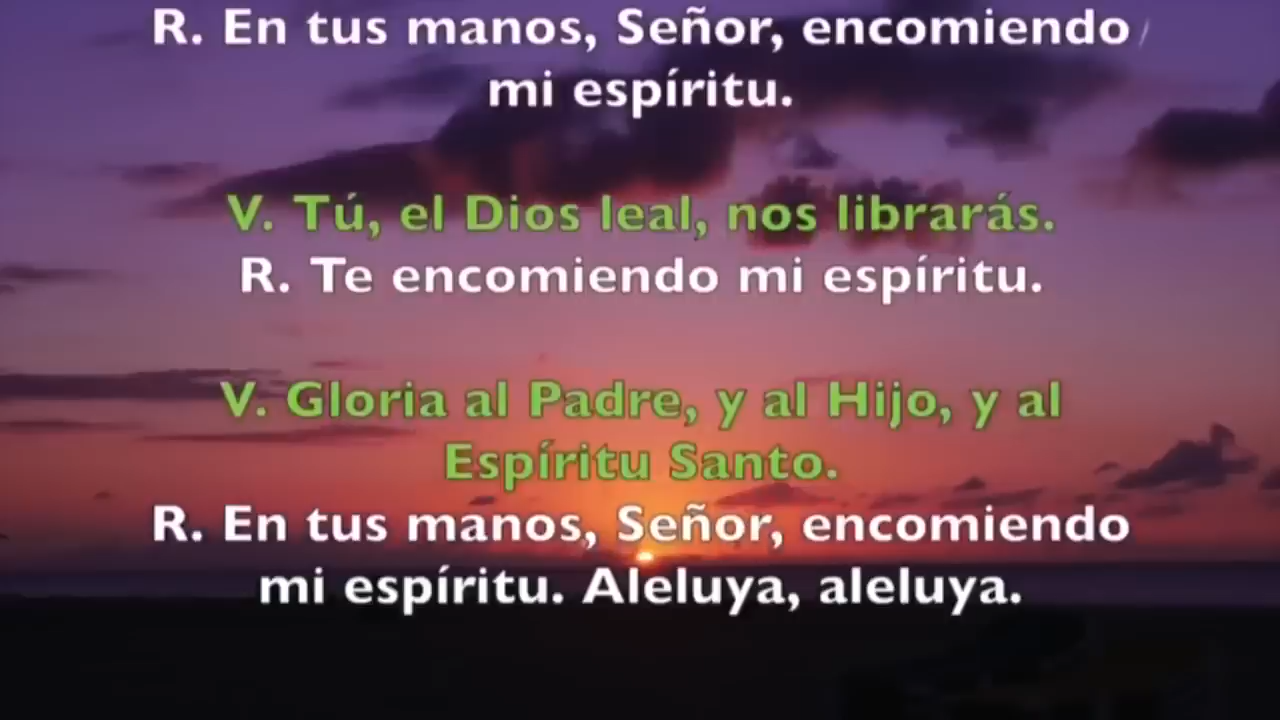 R. En tus manos, Señor, encomiendo
mi espíritu.
V. Tú, el Dios leal, nos librarás.
R. Te encomiendo mi espíritu.
V. Gloria al Padre, y al Hijo, y al
Espíritu Santo.
R. En tus manos, Señor, encomiendo
mi espíritu. Aleluya, aleluya.